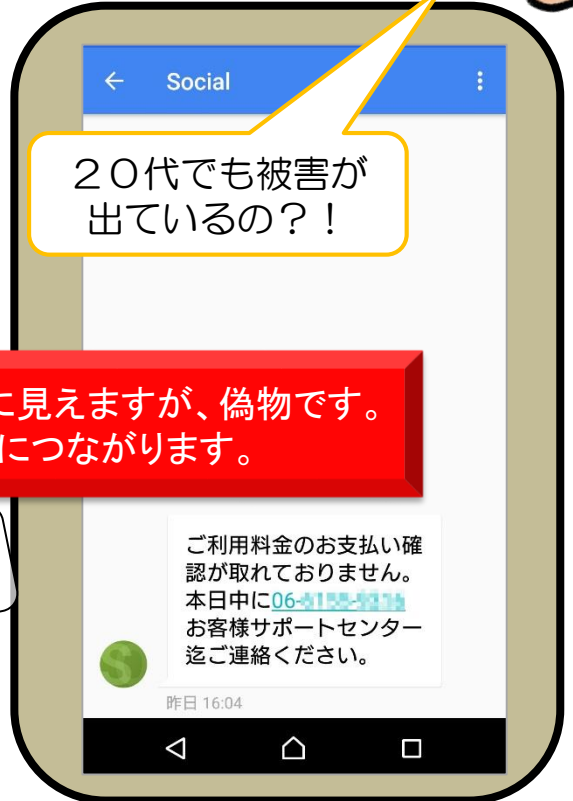 Social
20代でも被害が
出ているの?!
に見えますが、偽物です。
につながります。
ご利用料金のお支払い確
認が取れておりません。
本日中に06-
お客様サポートセンター
迄ご連絡ください。
S
昨日 16:04